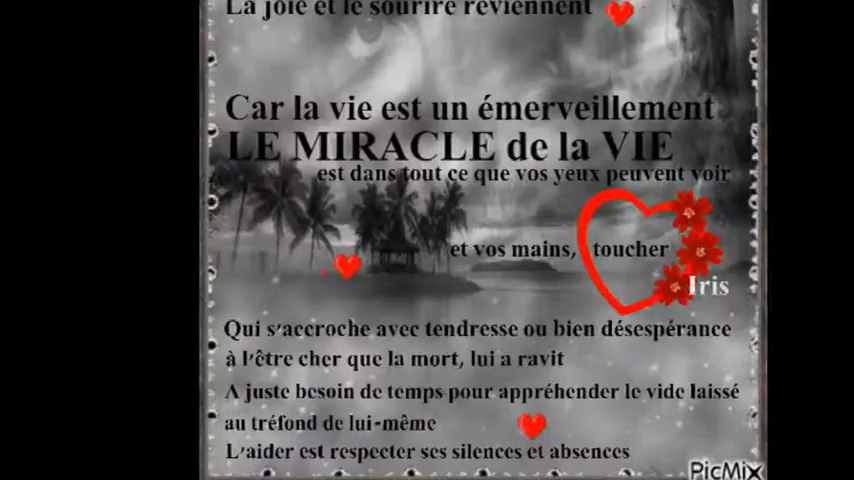 La joie et le sourire reviennent
Car la vie est un émerveillement
LE MIRACLE de la VIE
est dans tout ce que vos yeux peuvent voir
et vos mains, toucher
Iris
Qui s'accroche avec tendresse ou bien désespérance
à l'être cher que la mort, lui a ravit
A juste besoin de temps pour appréhender le vide laissé
au tréfond de lui-même
L'aider est respecter ses silences et absences
PicMix